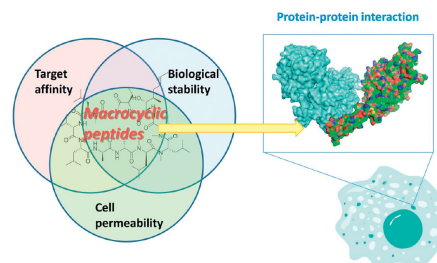 Protein-protein interaction
Target
affinity
Biological
stability
Macrocyclic
peptides
Cell
permeability